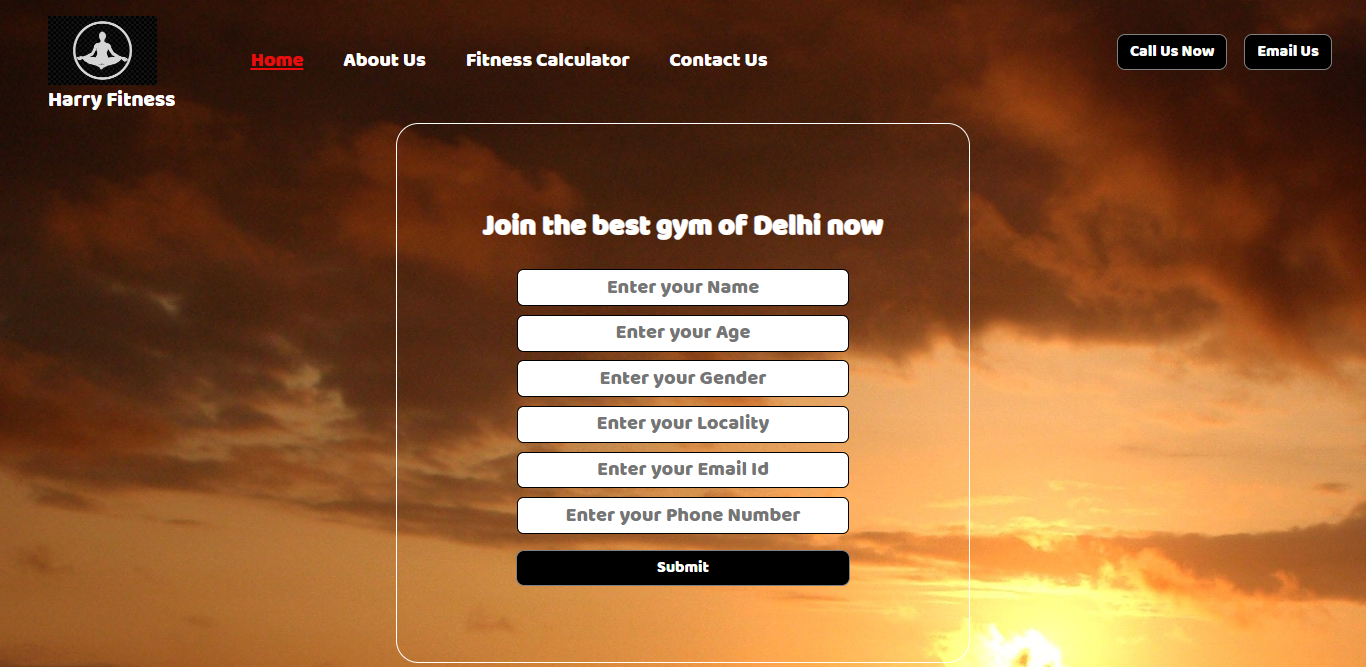 Harry Fitness
Home About Us Fitness Calculator Contact Us
Call Us Now Email Us
Join the best gym of Delhi now
Enter your Name
Enter your Age
Enter your Gender
Enter your Locality
Enter your Email Id
Enter your Phone Number
Submit